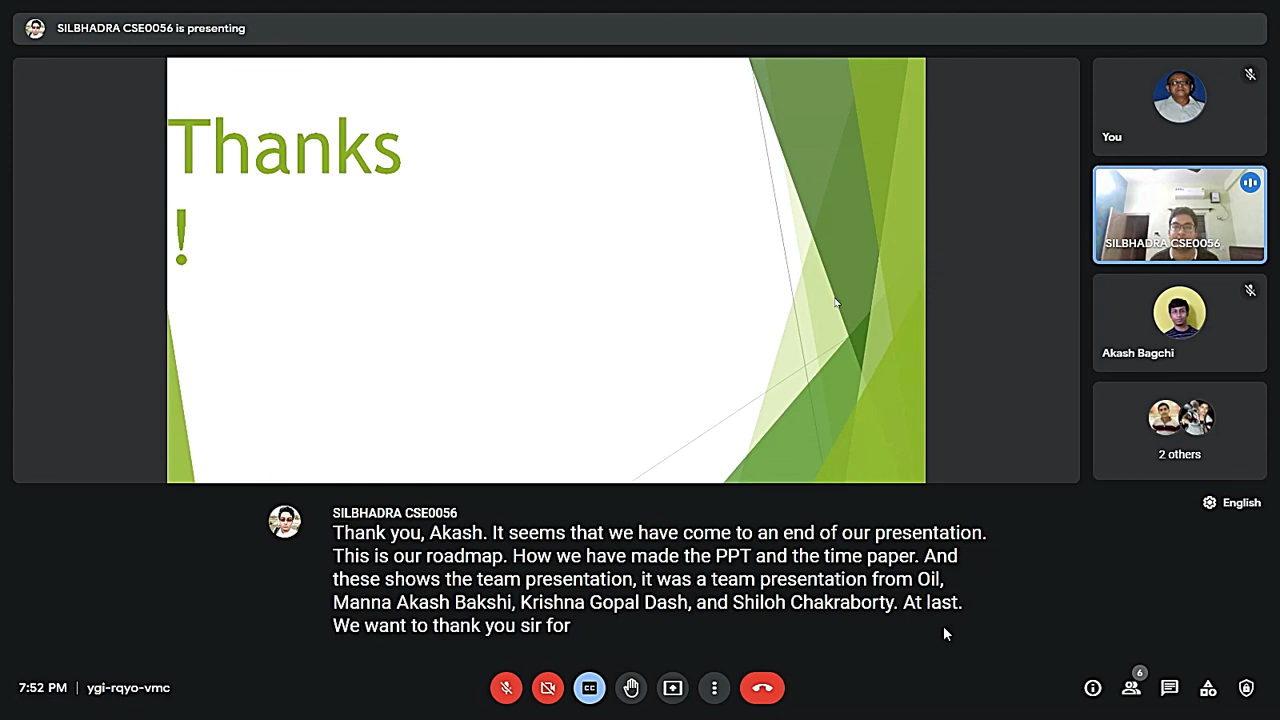 SILBHADRA CSE0056 is presenting
Thanks
!
You
SILBHADRA CSE0056
Akash Bagchi
2 others
English
SILBHADRA CSE0056
Thank you, Akash. It seems that we have come to an end of our presentation.
This is our roadmap. How we have made the PPT and the time paper. And
these shows the team presentation, it was a team presentation from Oil,
Manna Akash Bakshi, Krishna Gopal Dash, and Shiloh Chakraborty. At last.
We want to thank you sir for
7:52 PM | ygi-rqyo-vmc
CC
6